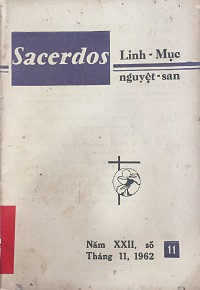 Sacerdos
Linh - Mục
nguyệt - san
Năm XXII, số
Tháng 11, 1962
11